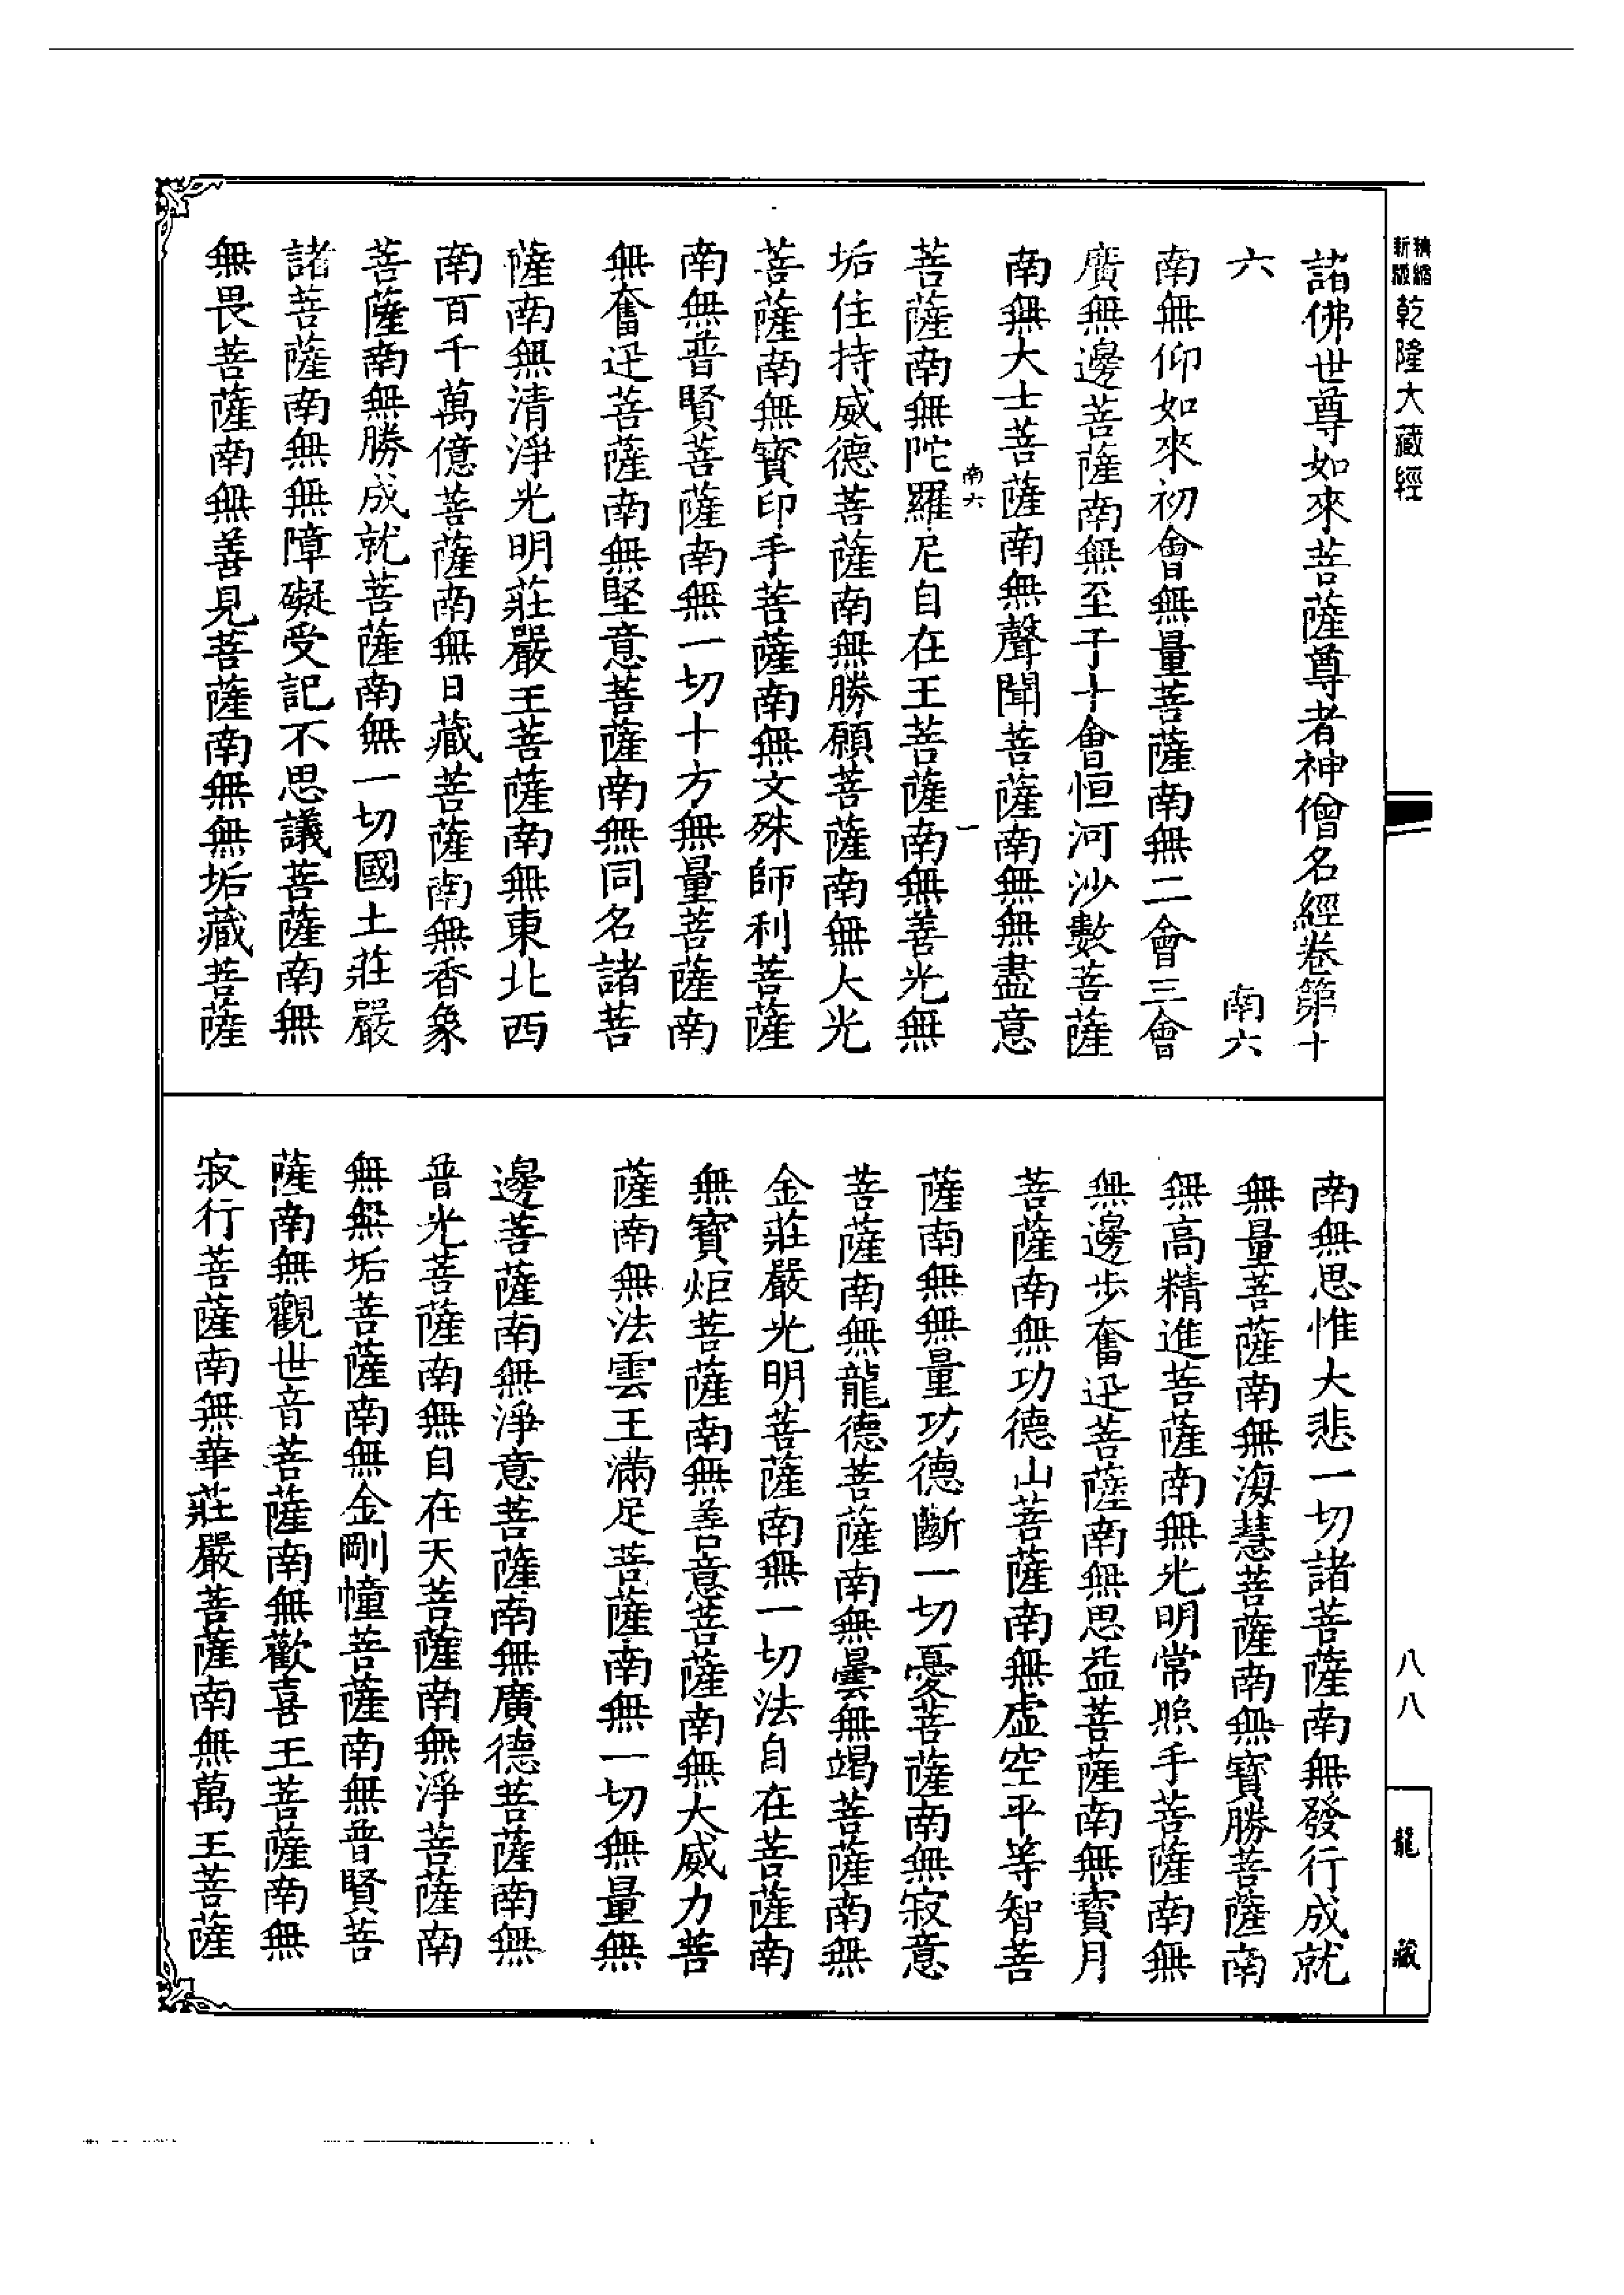 精縮新版乾隆大藏經
八八
龍藏
諸佛世尊如來菩薩尊者神僧名經卷第十
六 南六
南無仰如來初會無量菩薩南無二會三會
廣無邊菩薩南無至于十會恒河沙數菩薩
南無大士菩薩南無聲聞菩薩南無無盡意
南六 一
菩薩南無陀羅尼自在王菩薩南無善光無
垢住持威德菩薩南無勝願菩薩南無大光
菩薩南無寶印手菩薩南無文殊師利菩薩
南無普賢菩薩南無一切十方無量菩薩南
無奮迅菩薩南無堅意菩薩南無同名諸菩
薩南無清淨光明莊嚴王菩薩南無東北西
南百千萬億菩薩南無日藏菩薩南無香象
菩薩南無勝成就菩薩南無一切國土莊嚴
諸菩薩南無無障礙受記不思議菩薩南無
無畏菩薩南無善見菩薩南無無垢藏菩薩
南無思惟大悲一切諸菩薩南無發行成就
無量菩薩南無海慧菩薩南無寶勝菩薩南
無高精進菩薩南無光明常照手菩薩南無
無邊步奮迅菩薩南無思益菩薩南無寶月
菩薩南無功德山菩薩南無虛空平等智菩
薩南無無量功德斷一切憂菩薩南無寂意
菩薩南無龍德菩薩南無曇無竭菩薩南無
金莊嚴光明菩薩南無一切法自在菩薩南
無寶炬菩薩南無善意菩薩南無大威力菩
薩南無法雲王滿足菩薩南無一切無量無
邊菩薩南無淨意菩薩南無廣德菩薩南無
普光菩薩南無自在天菩薩南無淨菩薩南
無無垢菩薩南無金剛幢菩薩南無普賢菩
薩南無觀世音菩薩南無歡喜王菩薩南無
寂行菩薩南無華莊嚴菩薩南無萬王菩薩